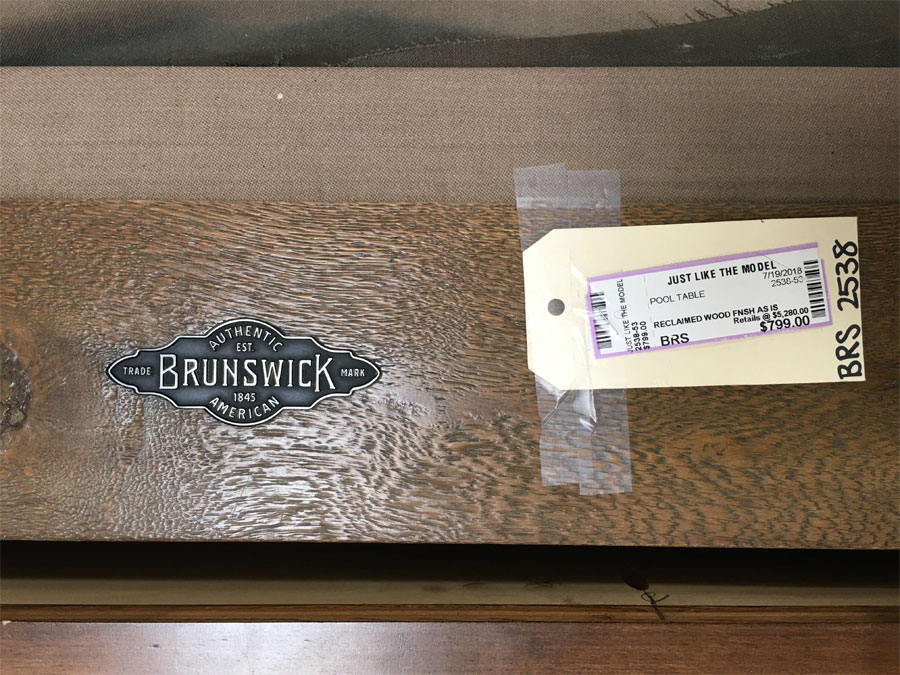 AUTHENTIC
EST.
TRADE BRUNSWICK MARK
1845
AMERICAN
JUST LIKE THE MODEL
7/19/2018
2538-53
POOL TABLE
RECLAIMED WOOD FNSH AS IS
Retails @ $5,280.00
BRS $799.00
JUST LIKE THE MODEL
2538-53
$799.00
BRS 2538